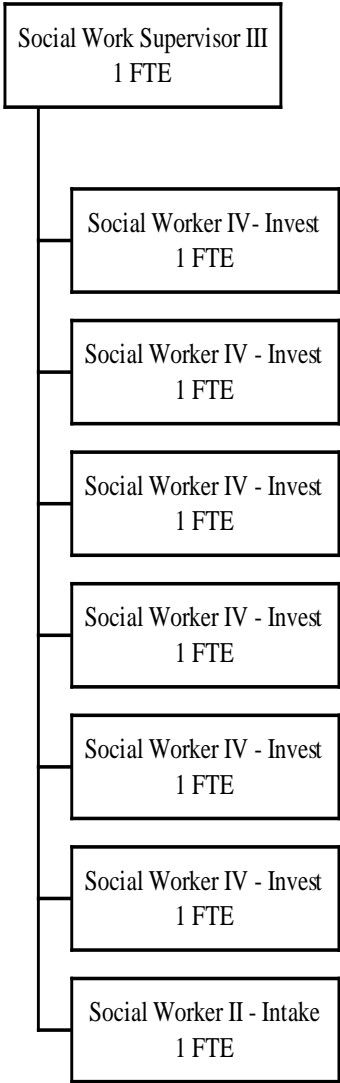 Social Work Supervisor III
1 FTE
Social Worker IV- Invest
1 FTE
Social Worker IV - Invest
1 FTE
Social Worker IV - Invest
1 FTE
Social Worker IV - Invest
1 FTE
Social Worker IV - Invest
1 FTE
Social Worker IV - Invest
1 FTE
Social Worker II - Intake
1 FTE